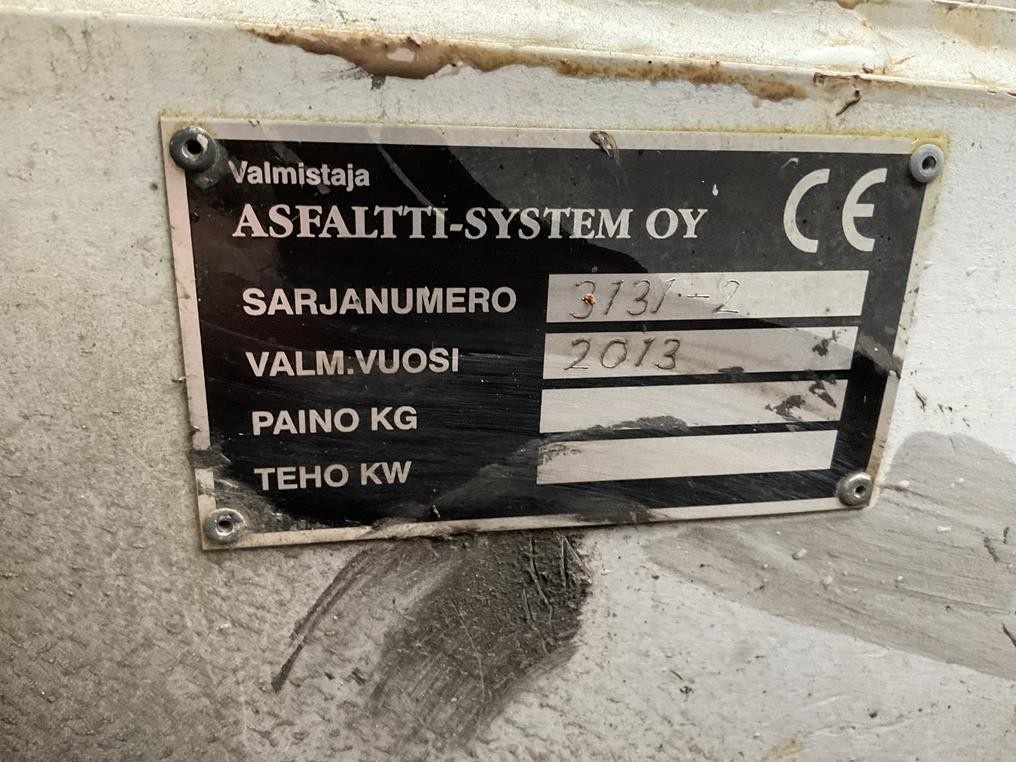 Valmistaja
CE
ASFALTTI-SYSTEM OY
SARJANUMERO 3131-2
VALM.VUOSI 2013
PAINO KG
TEHO KW